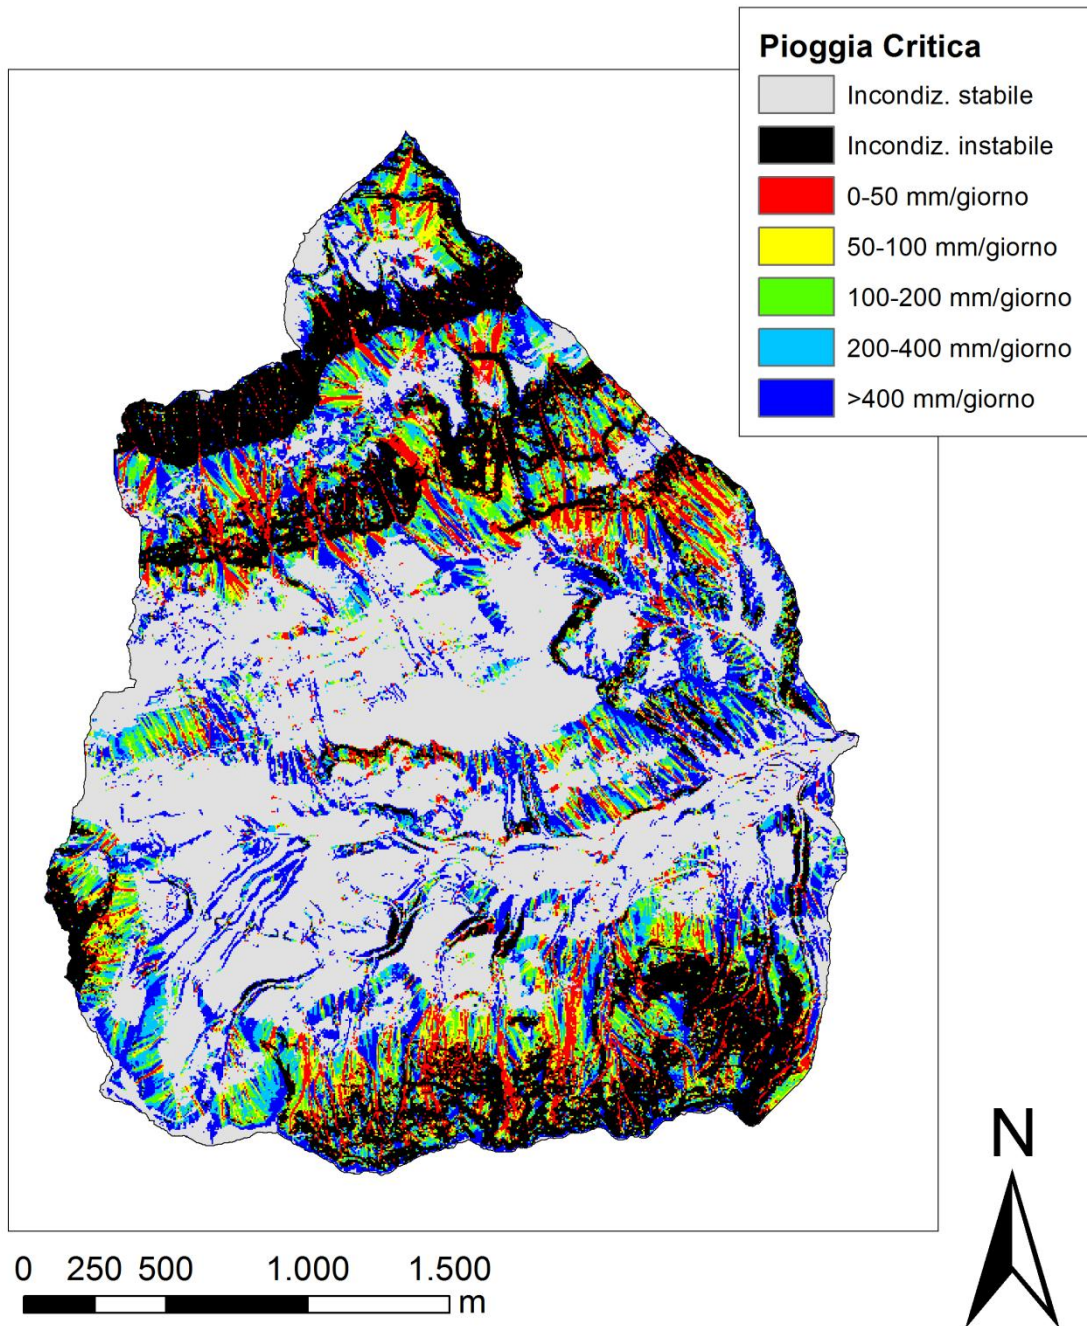 Pioggia Critica
Incondiz. stabile
Incondiz. instabile
0-50 mm/giorno
50-100 mm/giorno
100-200 mm/giorno
200-400 mm/giorno
>400 mm/giorno
N
0 250 500 1.000 1.500
m